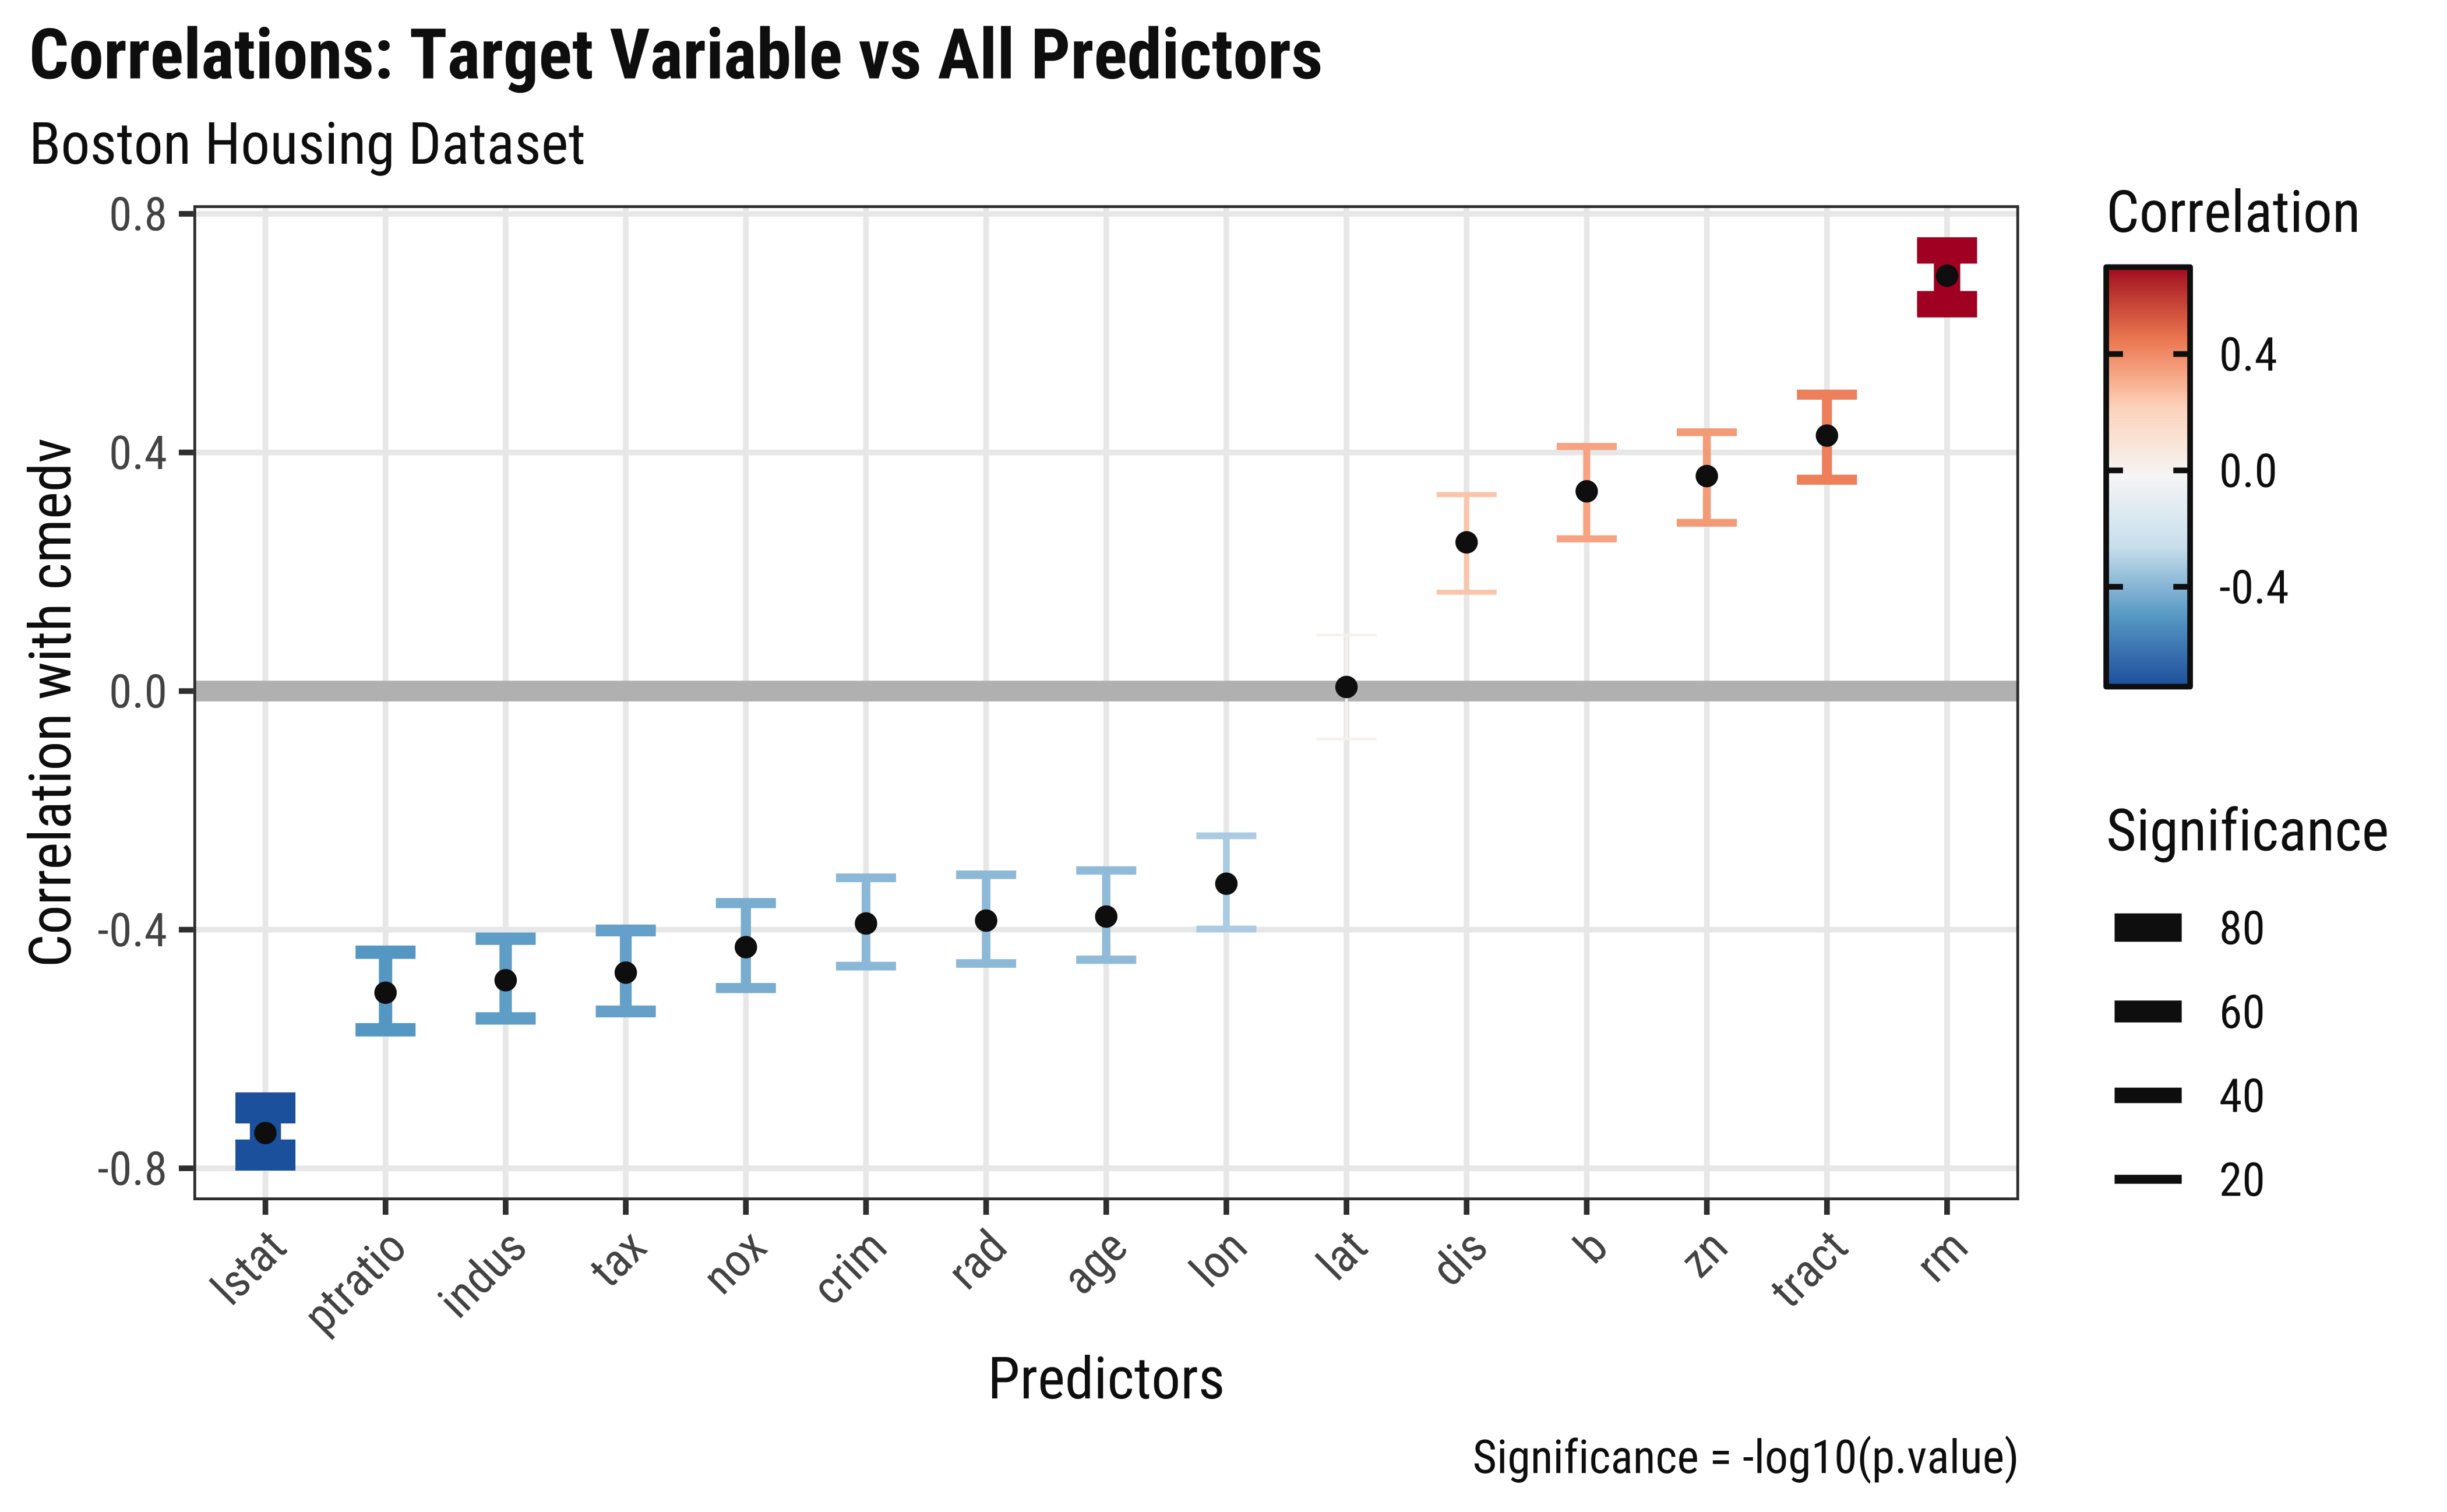 Correlations: Target Variable vs All Predictors
Boston Housing Dataset
Correlation with cmedv
0.8
0.4
0.0
-0.4
-0.8
lstat
ptratio
indus
tax
nox
crim
rad
age
lon
lat
dis
b
zn
tract
rm
Predictors
Correlation
0.4
0.0
-0.4
Significance
80
60
40
20
Significance = -log10(p.value)